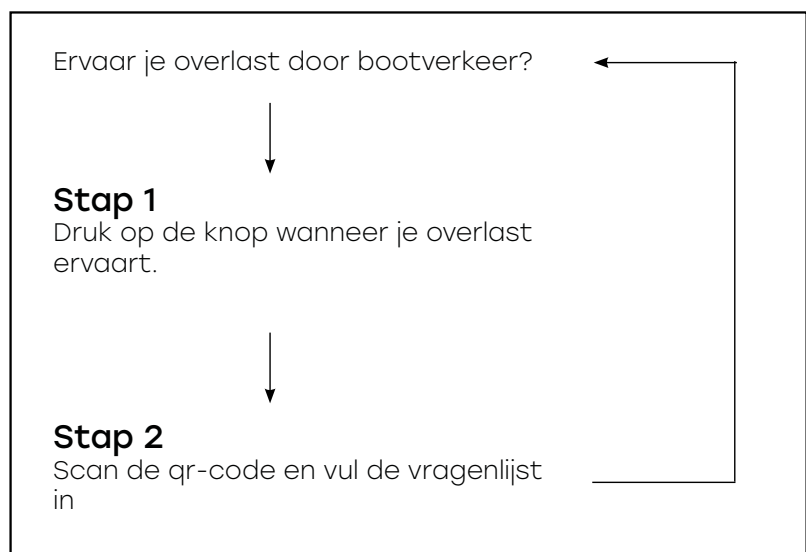 Ervaar je overlast door bootverkeer?
Stap 1
Druk op de knop wanneer je overlast
ervaart.
Stap 2
Scan de qr-code en vul de vragenlijst
in